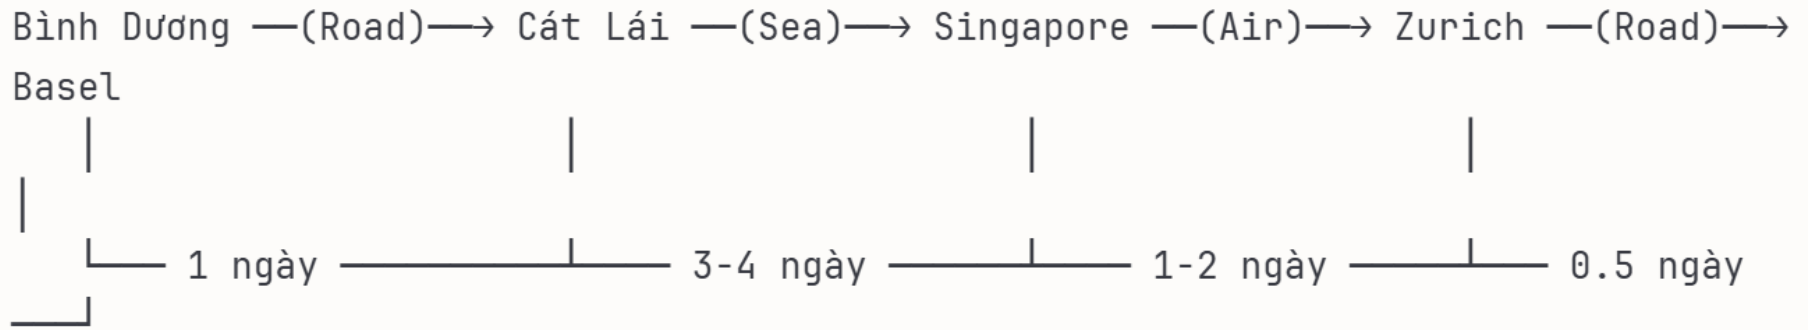 Bình Dương ──(Road)──→ Cát Lái ──(Sea)──→ Singapore ──(Air)──→ Zurich ──(Road)──→
Basel
1 ngày 3-4 ngày 1-2 ngày 0.5 ngày